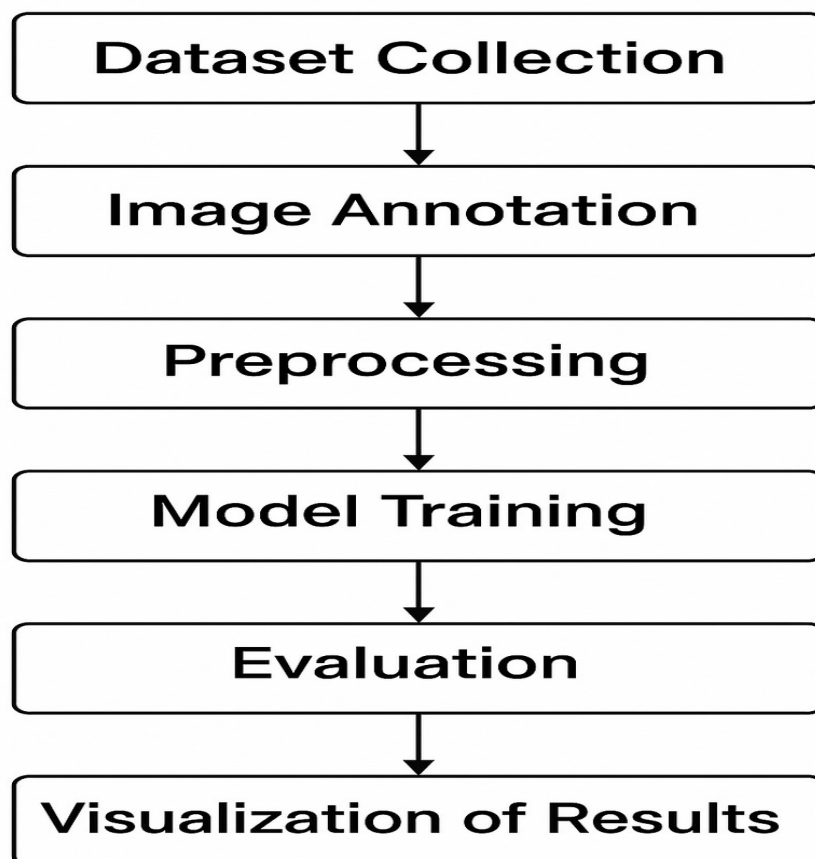 Dataset Collection
Image Annotation
Preprocessing
Model Training
Evaluation
Visualization of Results